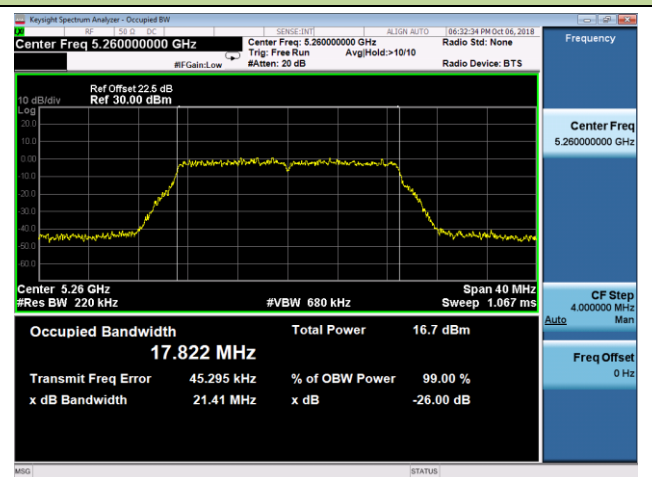 Keysight Spectrum Analyzer - Occupied BW
RF 50 Ω DC SENSE:INT ALIGN AUTO 06:32:34 PM Oct 06, 2018
Center Freq 5.260000000 GHz Center Freq: 5.260000000 GHz Radio Std: None
Trig: Free Run Avg|Hold:>10/10
#IFGain:Low #Atten: 20 dB Radio Device: BTS
Frequency
Ref Offset 22.5 dB
10 dB/div Ref 30.00 dBm
Log
20.0
10.0
0.00
-10.0
-20.0
-30.0
-40.0
-50.0
-60.0
Center 5.26 GHz Span 40 MHz
#Res BW 220 kHz #VBW 680 kHz Sweep 1.067 ms
Occupied Bandwidth Total Power 16.7 dBm
17.822 MHz
Transmit Freq Error 45.295 kHz % of OBW Power 99.00 %
x dB Bandwidth 21.41 MHz x dB -26.00 dB
Center Freq
5.260000000 GHz
CF Step
4.000000 MHz
Auto Man
Freq Offset
0 Hz
MSG STATUS